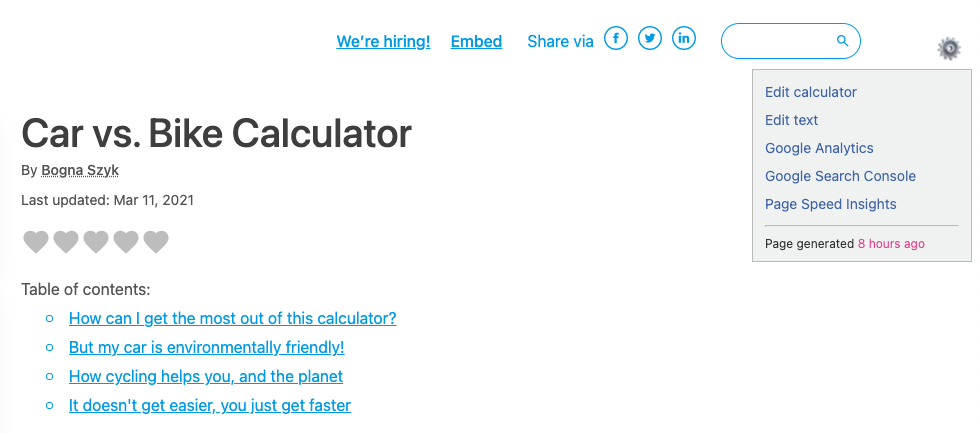 We're hiring! Embed Share via
Edit calculator
Edit text
Google Analytics
Google Search Console
Page Speed Insights
Page generated 8 hours ago
Car vs. Bike Calculator
By Bogna Szyk
Last updated: Mar 11, 2021
Table of contents:
How can I get the most out of this calculator?
But my car is environmentally friendly!
How cycling helps you, and the planet
It doesn't get easier, you just get faster